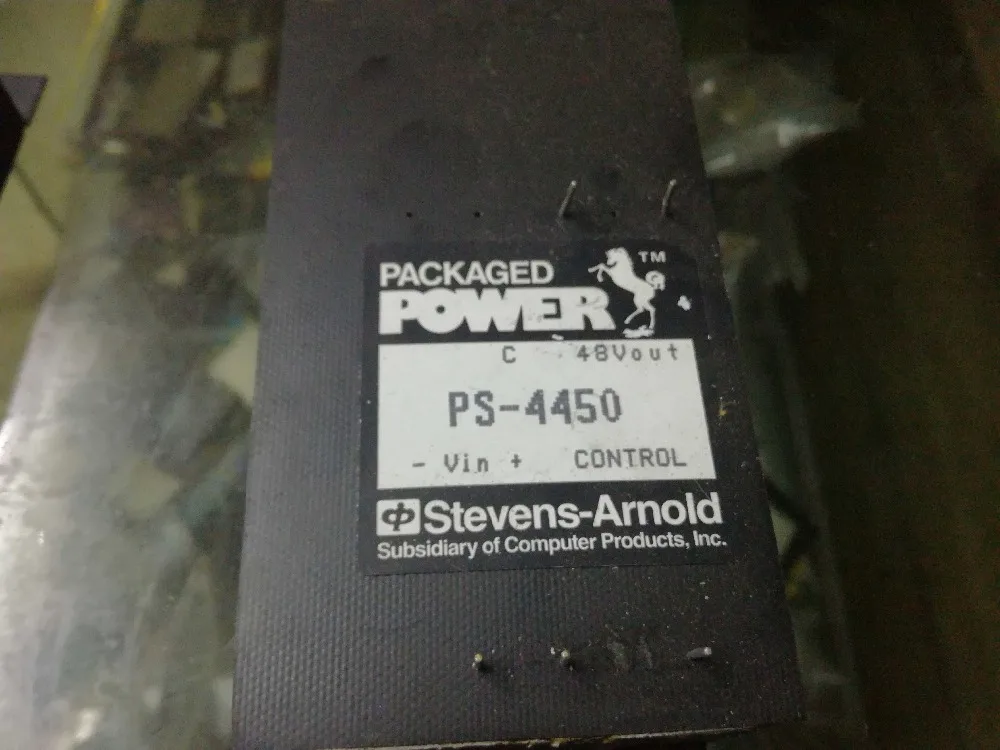 PACKAGED TM
POWER
C 48Vout
PS-4450
- Vin + CONTROL
Stevens-Arnold
Subsidiary of Computer Products, Inc.